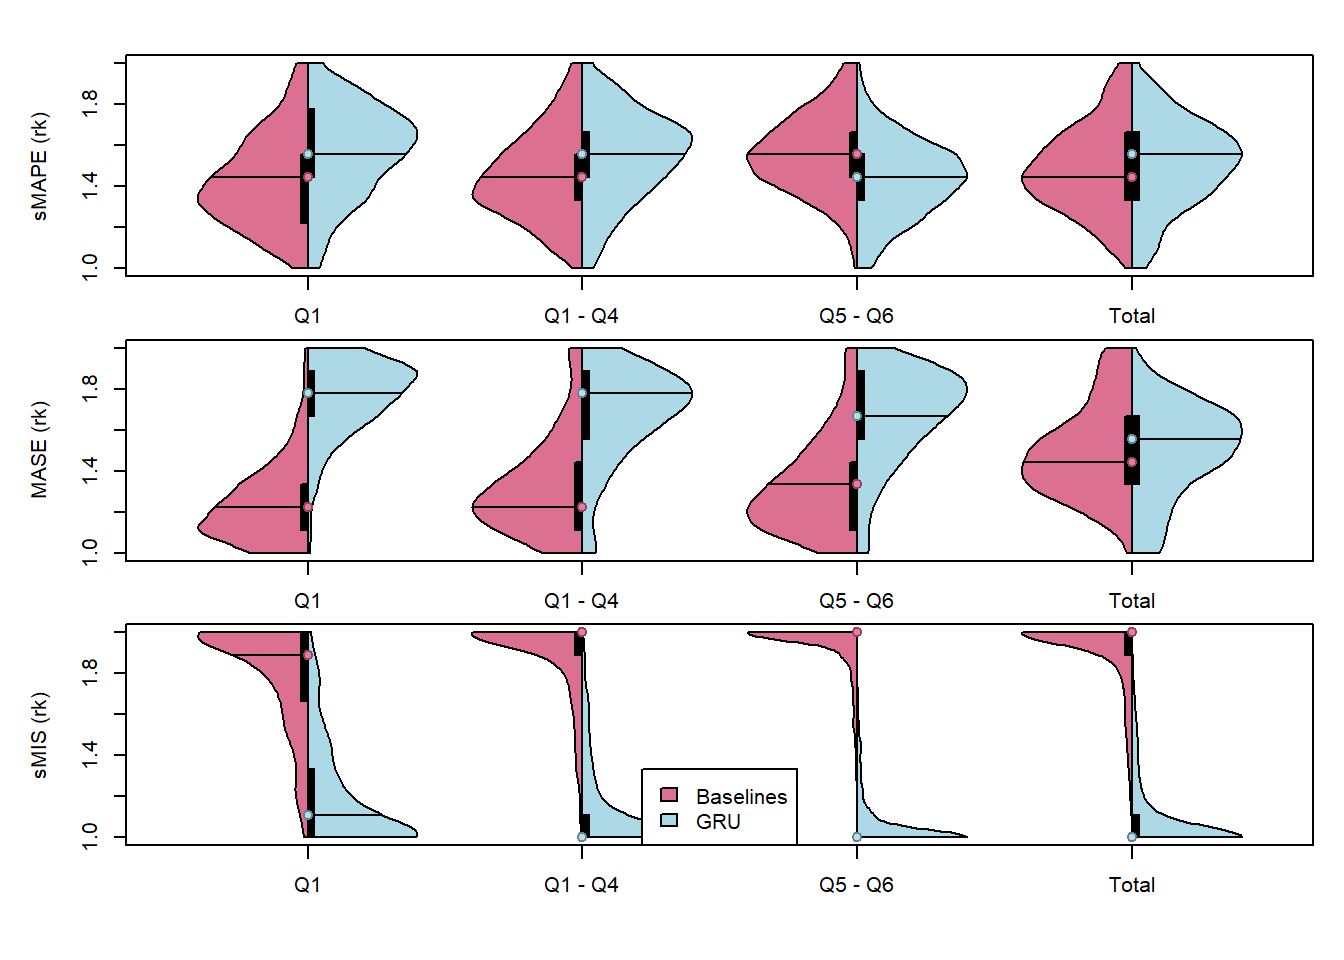 sMAPE (rk)
1.0 1.4 1.8
Q1 Q1 - Q4 Q5 - Q6 Total
MASE (rk)
1.0 1.4 1.8
Q1 Q1 - Q4 Q5 - Q6 Total
sMIS (rk)
1.0 1.4 1.8
Baselines
GRU
Q1 Q1 - Q4 Q5 - Q6 Total